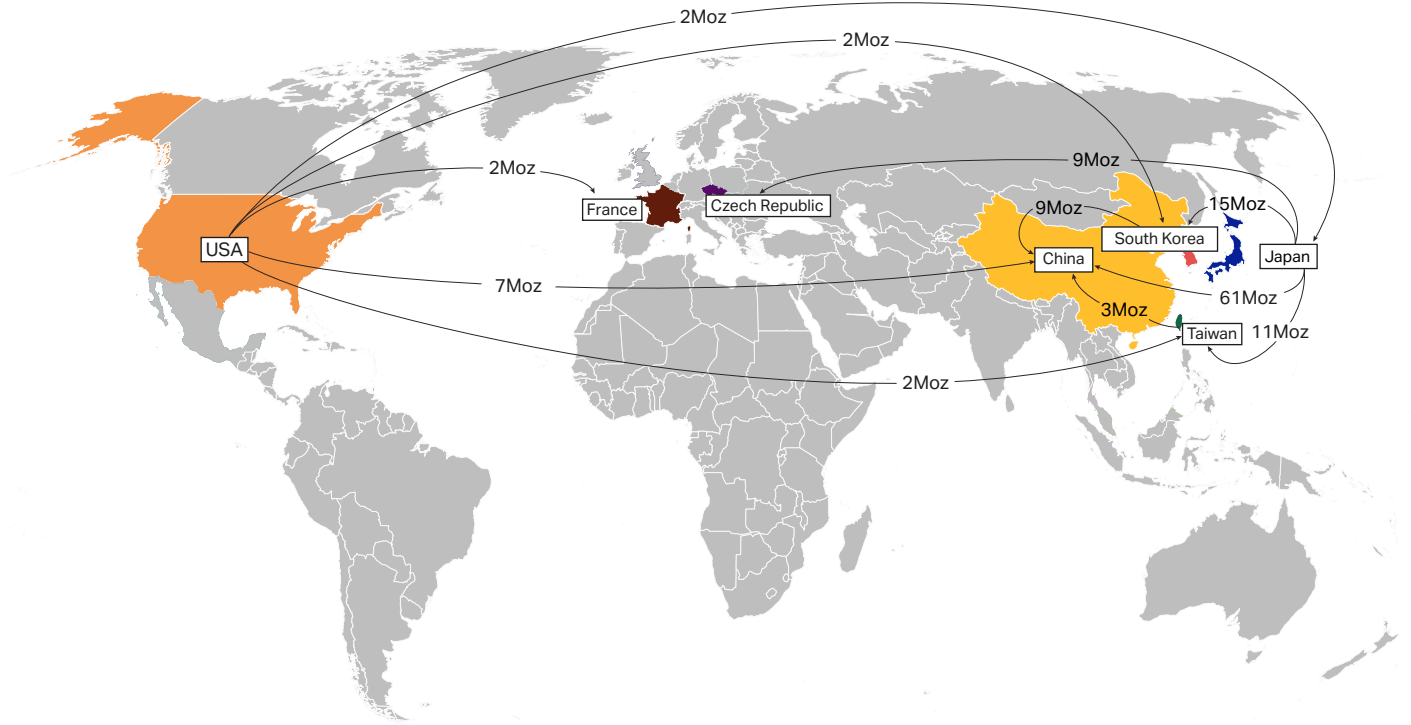 2Moz
2Moz
2Moz
9Moz
France
Czech Republic
9Moz
15Moz
USA
South Korea
China
Japan
7Moz
61Moz
3Moz
Taiwan
11Moz
2Moz